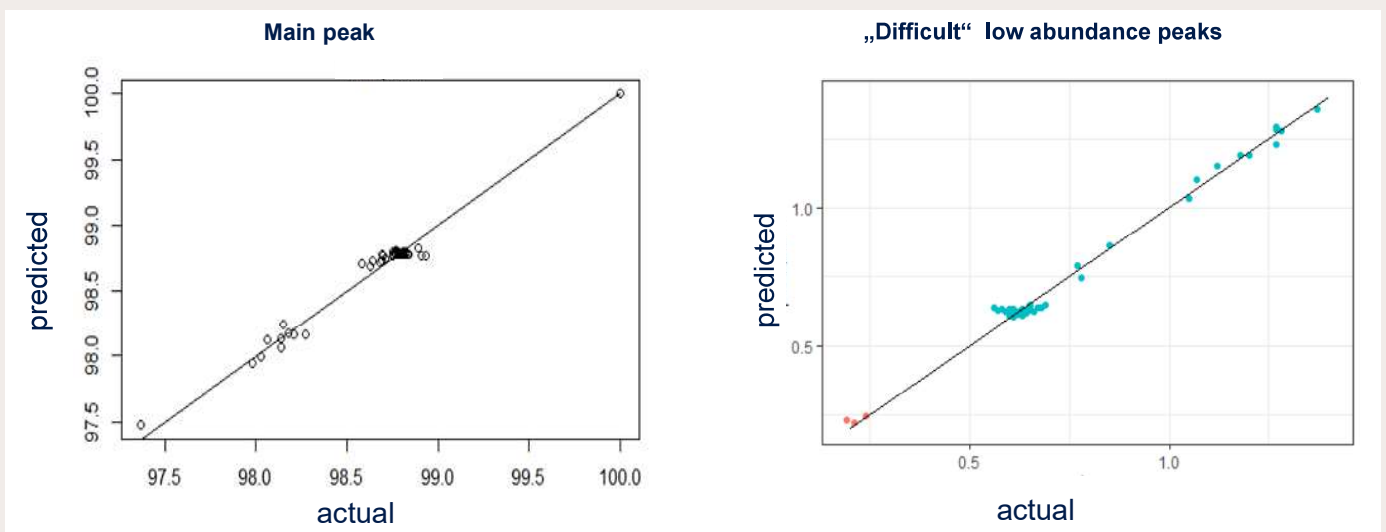 Main peak
100.0
99.5
99.0
98.5
98.0
97.5
predicted
97.5 98.0 98.5 99.0 99.5 100.0
actual
„Difficult“ low abundance peaks
1.0
0.5
predicted
0.5 1.0
actual